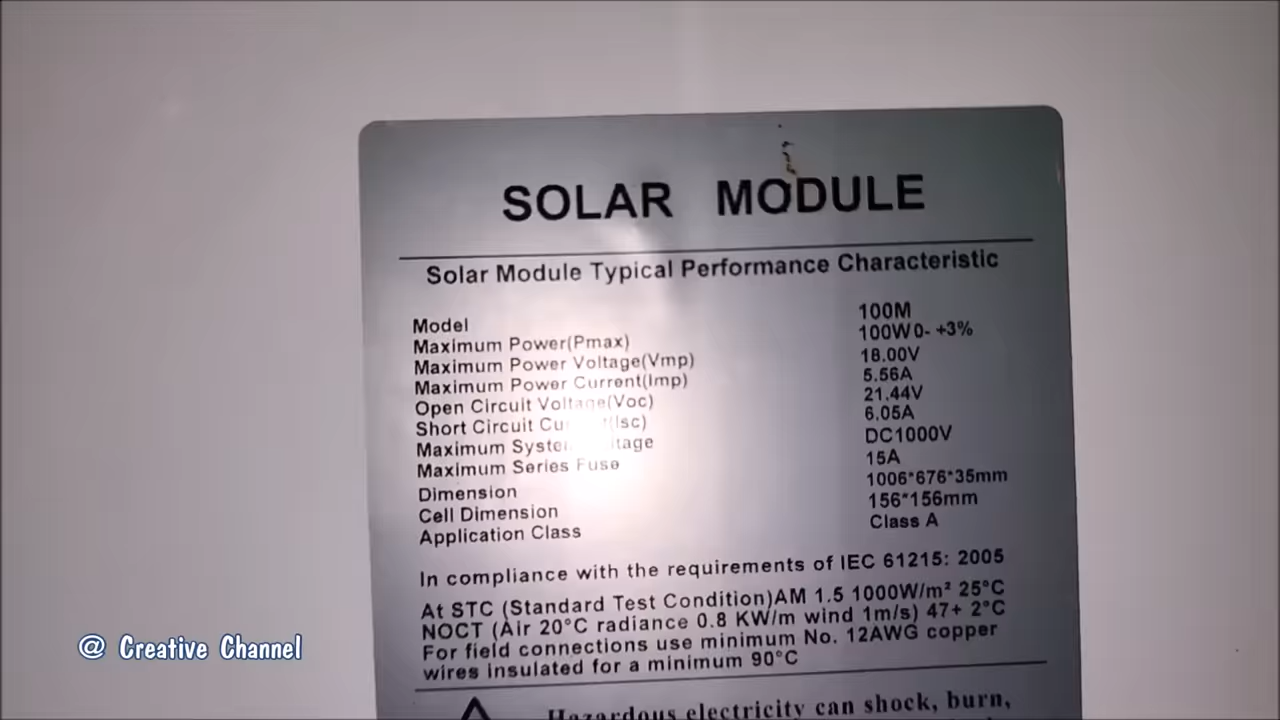 SOLAR MODULE
Solar Module Typical Performance Characteristic
Model 100M
Maximum Power(Pmax) 100W 0- +3%
Maximum Power Voltage(Vmp) 18.00V
Maximum Power Current(Imp) 5.56A
Open Circuit Voltage(Voc) 21.44V
Short Circuit (Isc) 6.05A
Maximum DC1000V
Maximum Series Fuse 15A
Dimension 1006*676*35mm
Cell Dimension 156*156mm
Application Class Class A
In compliance with the requirements of IEC 61215: 2005
At STC (Standard Test Condition)AM 1.5 1000W/m² 25°C
NOCT (Air 20°C radiance 0.8 KW/m wind 1m/s) 47+ 2°C
For field connections use minimum No. 12AWG copper
wires insulated for a minimum 90°C
Hazardous electricity can shock, burn,
@ Creative Channel